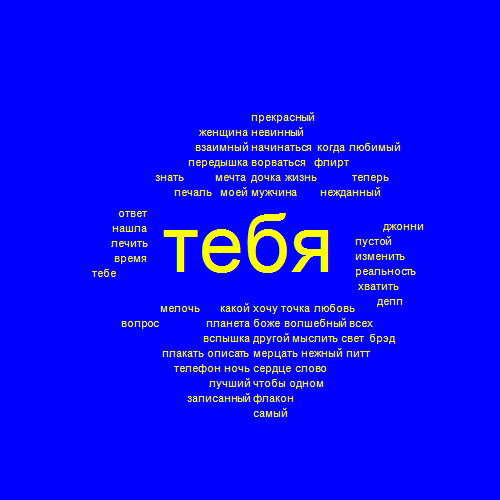 прекрасный
женщина невинный
взаимный начинаться когда любимый
передышка ворваться флирт
знать мечта дочка жизнь теперь
печаль моей мужчина нежданный
ответ
джонни
нашла
пустой
лечить
изменить
время
тебя
реальность
тебе
хватить
депп
мелочь какой хочу точка любовь
вопрос планета боже волшебный всех
вспышка другой мыслить свет брэд
плакать описать мерцать нежный питт
телефон ночь сердце слово
лучший чтобы одном
записанный флакон
самый